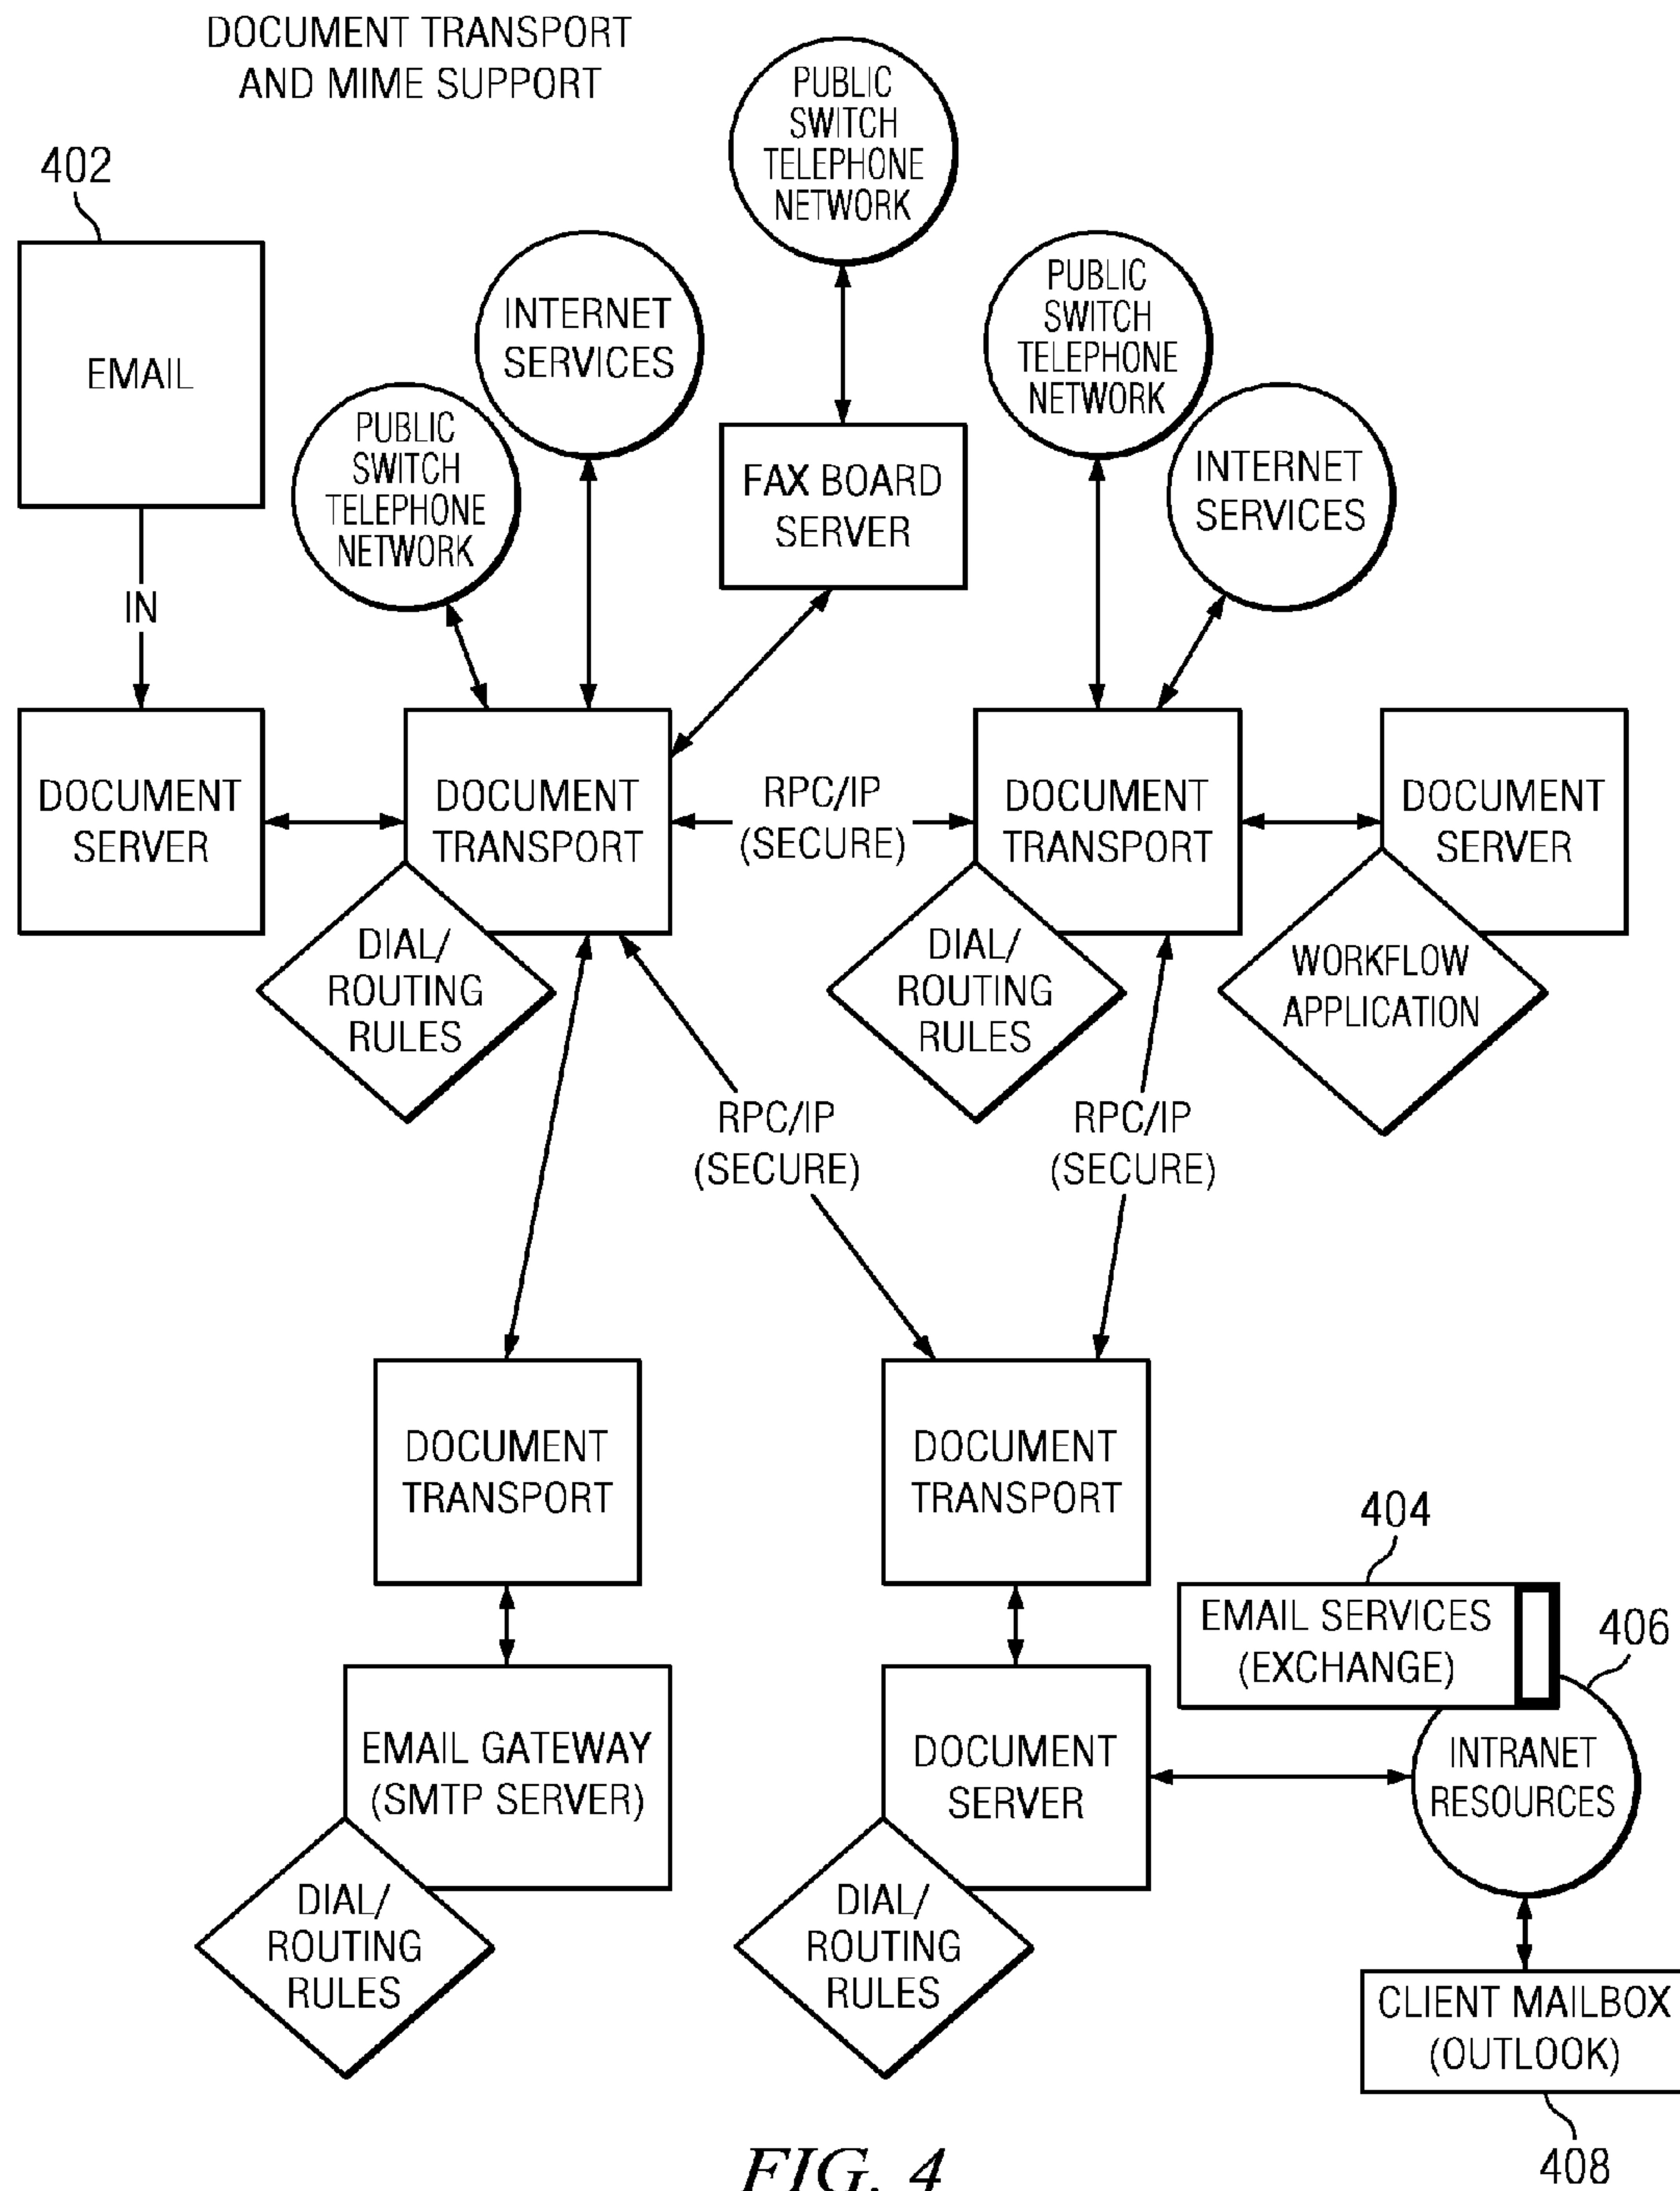 DOCUMENT TRANSPORT
AND MIME SUPPORT
402
EMAIL
IN
PUBLIC
SWITCH
TELEPHONE
NETWORK
INTERNET
SERVICES
PUBLIC
SWITCH
TELEPHONE
NETWORK
FAX BOARD
SERVER
PUBLIC
SWITCH
TELEPHONE
NETWORK
INTERNET
SERVICES
DOCUMENT
SERVER
DOCUMENT
TRANSPORT
RPC/IP
(SECURE)
DOCUMENT
TRANSPORT
DOCUMENT
SERVER
DIAL/
ROUTING
RULES
DIAL/
ROUTING
RULES
WORKFLOW
APPLICATION
RPC/IP
(SECURE)
RPC/IP
(SECURE)
DOCUMENT
TRANSPORT
DOCUMENT
TRANSPORT
404
EMAIL SERVICES
(EXCHANGE)
406
EMAIL GATEWAY
(SMTP SERVER)
DOCUMENT
SERVER
INTRANET
RESOURCES
DIAL/
ROUTING
RULES
DIAL/
ROUTING
RULES
CLIENT MAILBOX
(OUTLOOK)
408
FIG. 4